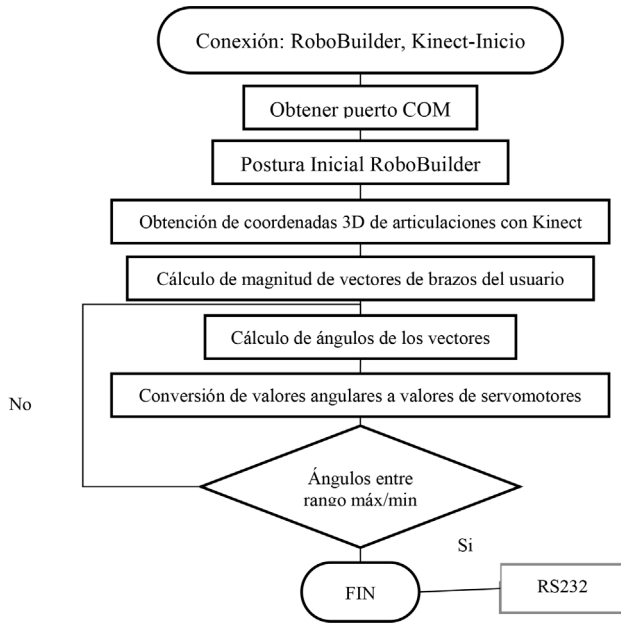 Conexión: RoboBuilder, Kinect-Inicio
Obtener puerto COM
Postura Inicial RoboBuilder
Obtención de coordenadas 3D de articulaciones con Kinect
Cálculo de magnitud de vectores de brazos del usuario
Cálculo de ángulos de los vectores
Conversión de valores angulares a valores de servomotores
No
Ángulos entre
rango máx/min
Si
FIN
RS232